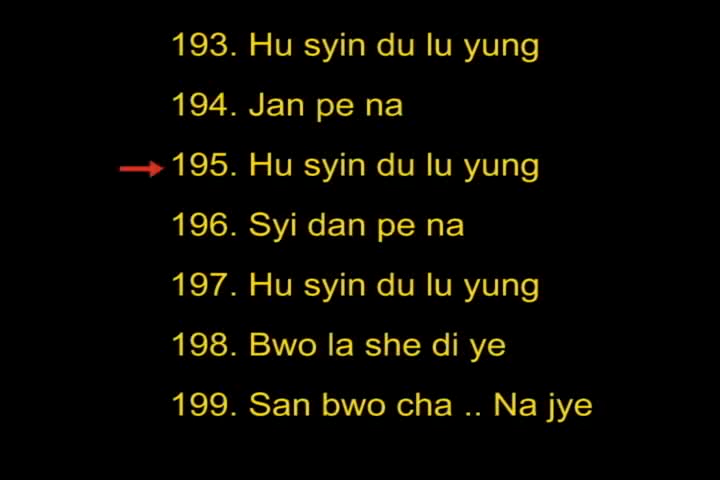 193. Hu syin du lu yung
194. Jan pe na
195. Hu syin du lu yung
196. Syi dan pe na
197. Hu syin du lu yung
198. Bwo la she di ye
199. San bwo cha .. Na jye